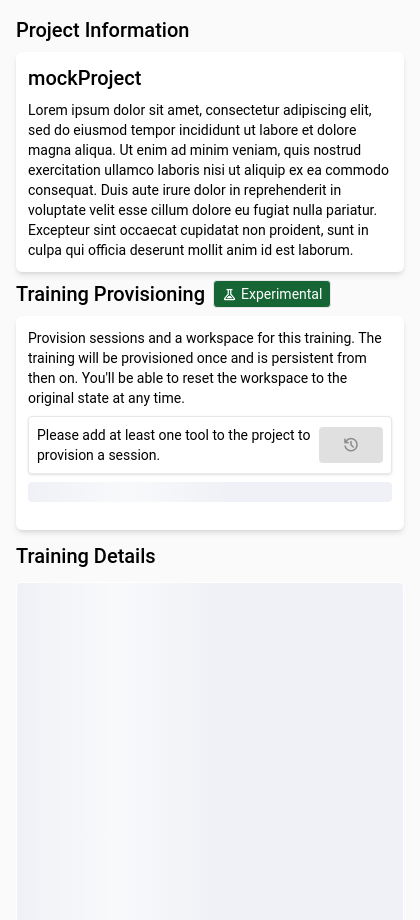 Project Information
mockProject
Lorem ipsum dolor sit amet, consectetur adipiscing elit,
sed do eiusmod tempor incididunt ut labore et dolore
magna aliqua. Ut enim ad minim veniam, quis nostrud
exercitation ullamco laboris nisi ut aliquip ex ea commodo
consequat. Duis aute irure dolor in reprehenderit in
voluptate velit esse cillum dolore eu fugiat nulla pariatur.
Excepteur sint occaecat cupidatat non proident, sunt in
culpa qui officia deserunt mollit anim id est laborum.
Training Provisioning Experimental
Provision sessions and a workspace for this training. The
training will be provisioned once and is persistent from
then on. You'll be able to reset the workspace to the
original state at any time.
Please add at least one tool to the project to
provision a session.
Training Details